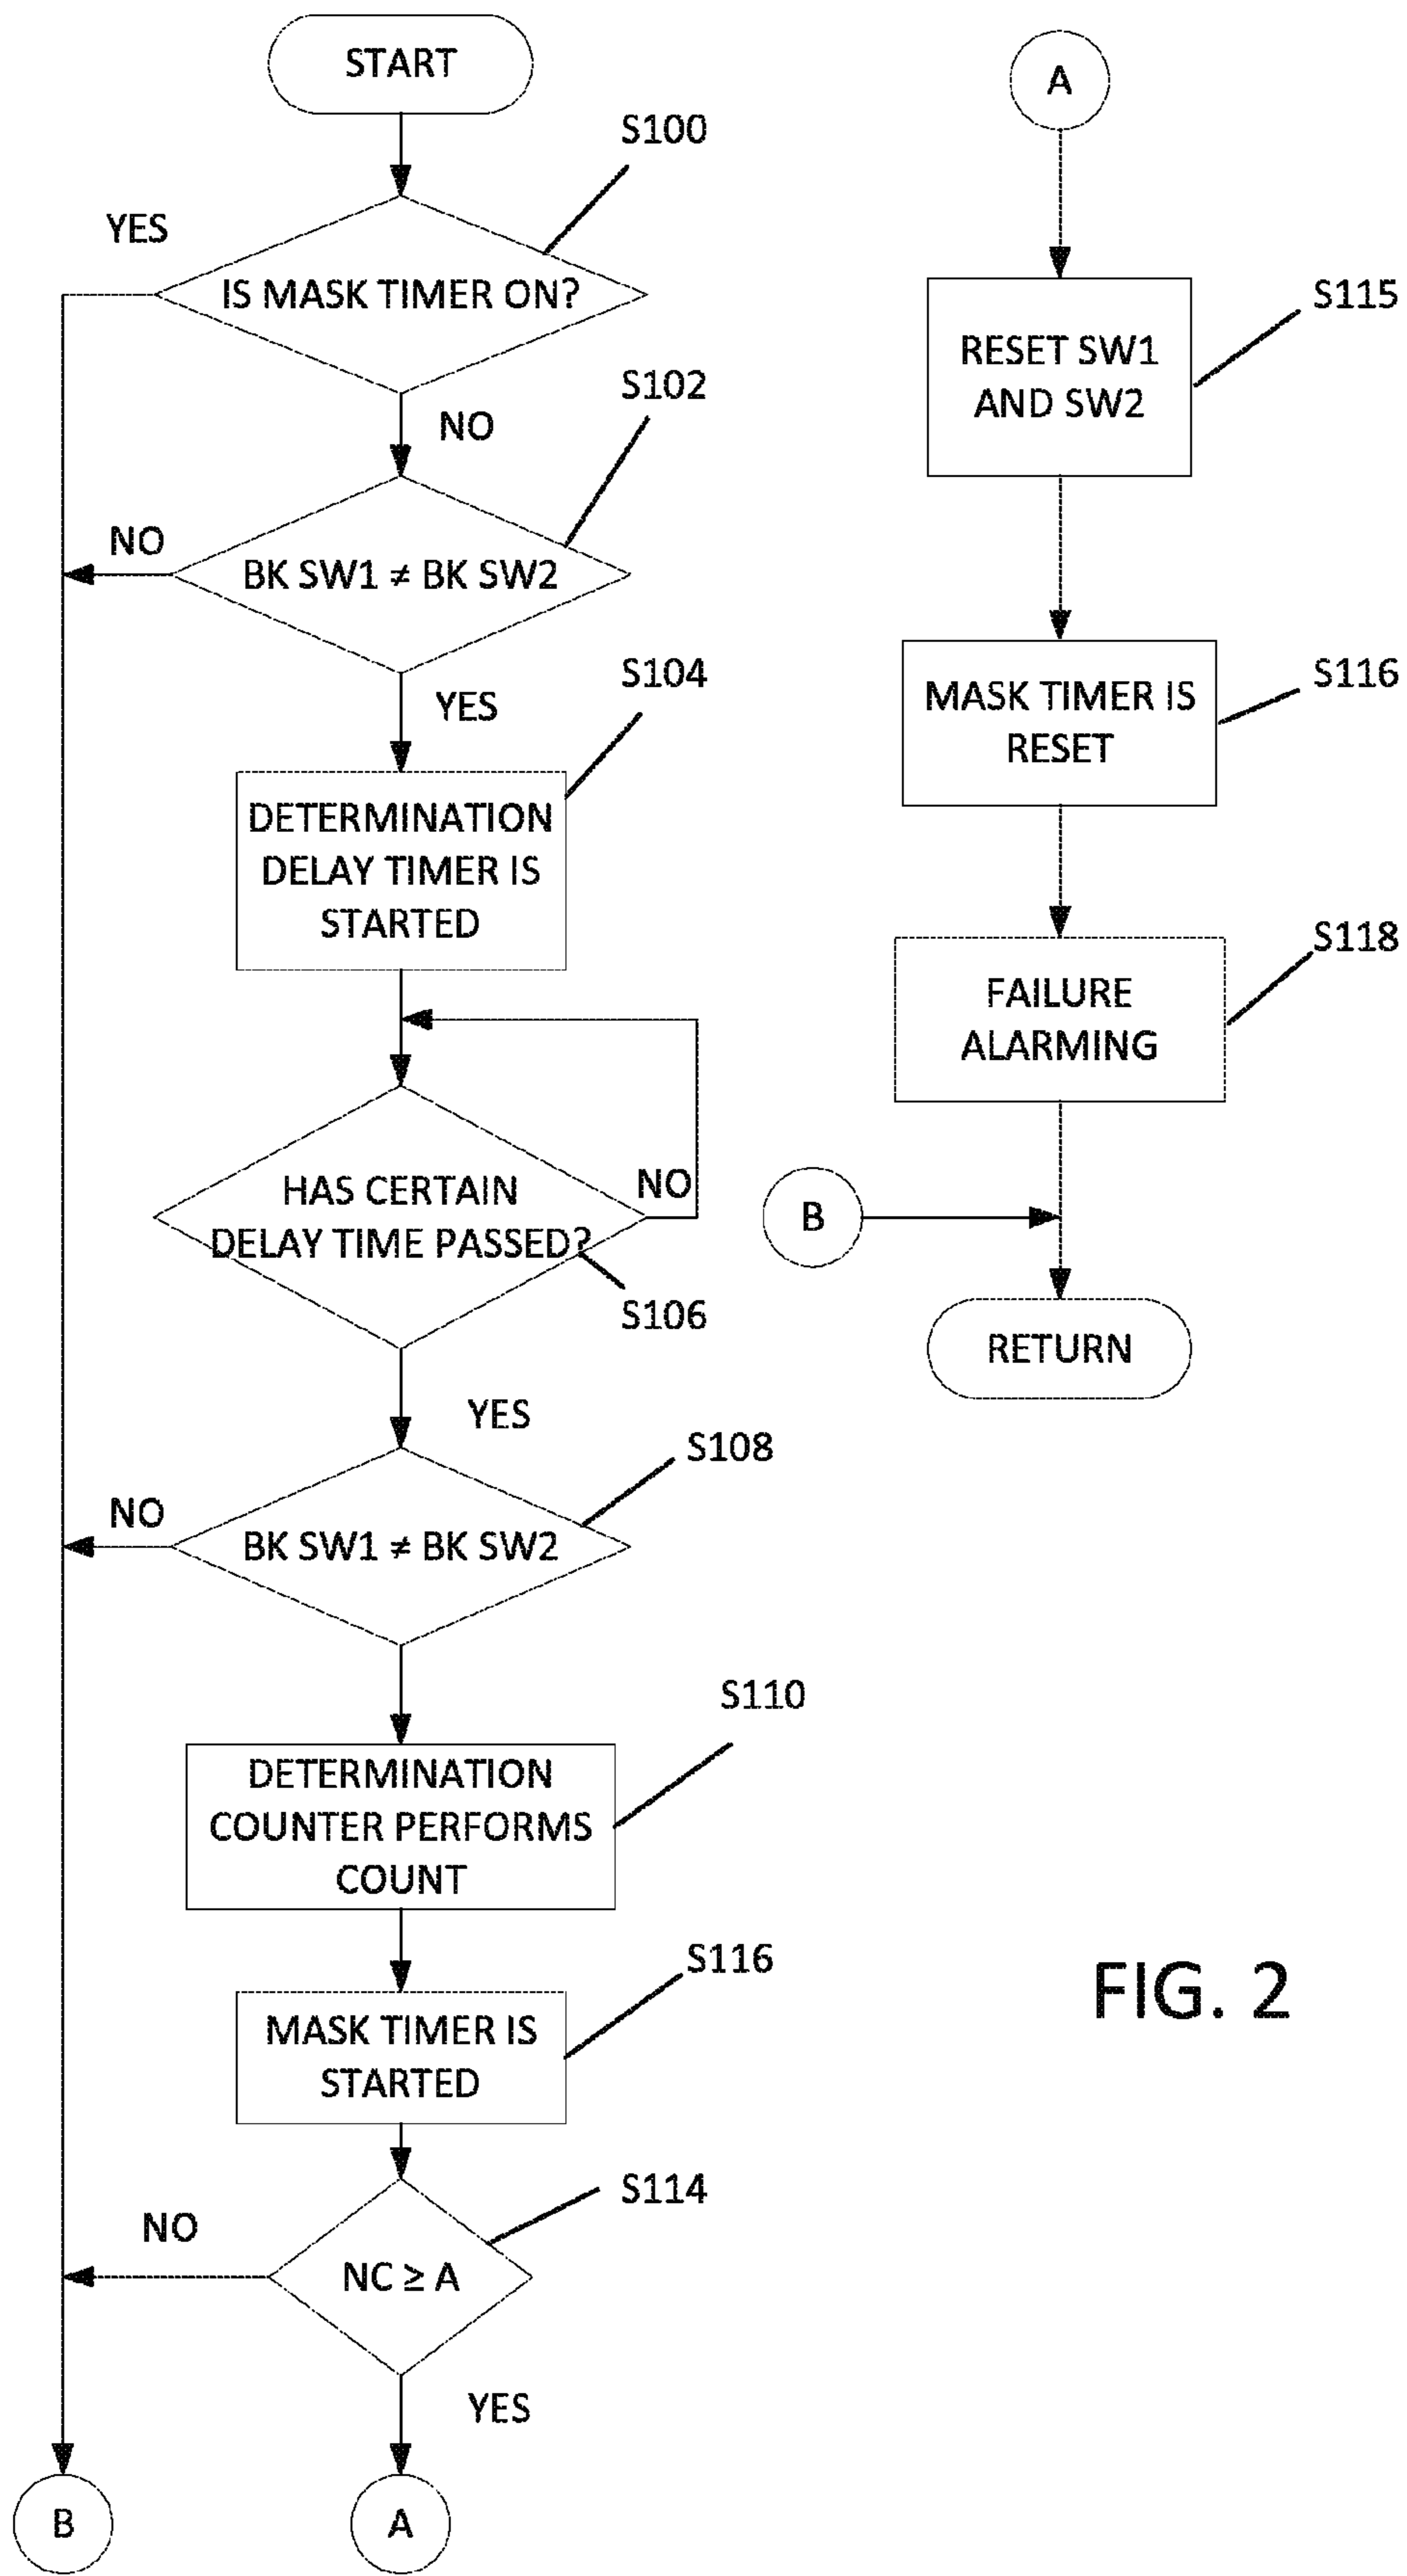 START
S100
YES
IS MASK TIMER ON?
S102
NO
NO
BK SW1 ≠ BK SW2
S104
YES
DETERMINATION
DELAY TIMER IS
STARTED
HAS CERTAIN
DELAY TIME PASSED?
NO
S106
YES
S108
NO
BK SW1 ≠ BK SW2
S110
DETERMINATION
COUNTER PERFORMS
COUNT
S116
MASK TIMER IS
STARTED
S114
NO
NC ≥ A
YES
B
A
A
S115
RESET SW1
AND SW2
S116
MASK TIMER IS
RESET
S118
FAILURE
ALARMING
B
RETURN
FIG. 2